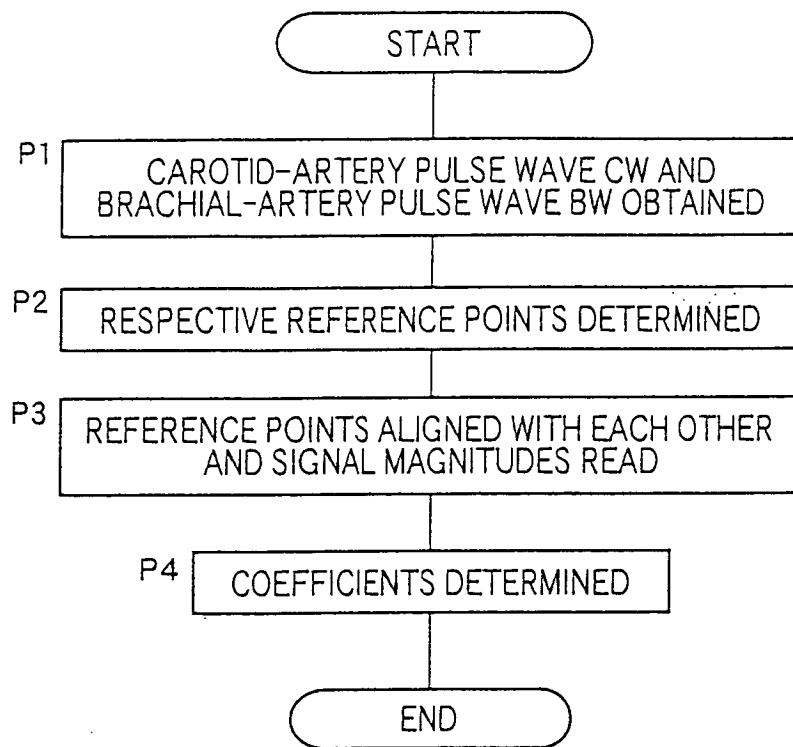 START
P1
CAROTID-ARTERY PULSE WAVE CW AND
BRACHIAL-ARTERY PULSE WAVE BW OBTAINED
P2
RESPECTIVE REFERENCE POINTS DETERMINED
P3
REFERENCE POINTS ALIGNED WITH EACH OTHER
AND SIGNAL MAGNITUDES READ
P4
COEFFICIENTS DETERMINED
END